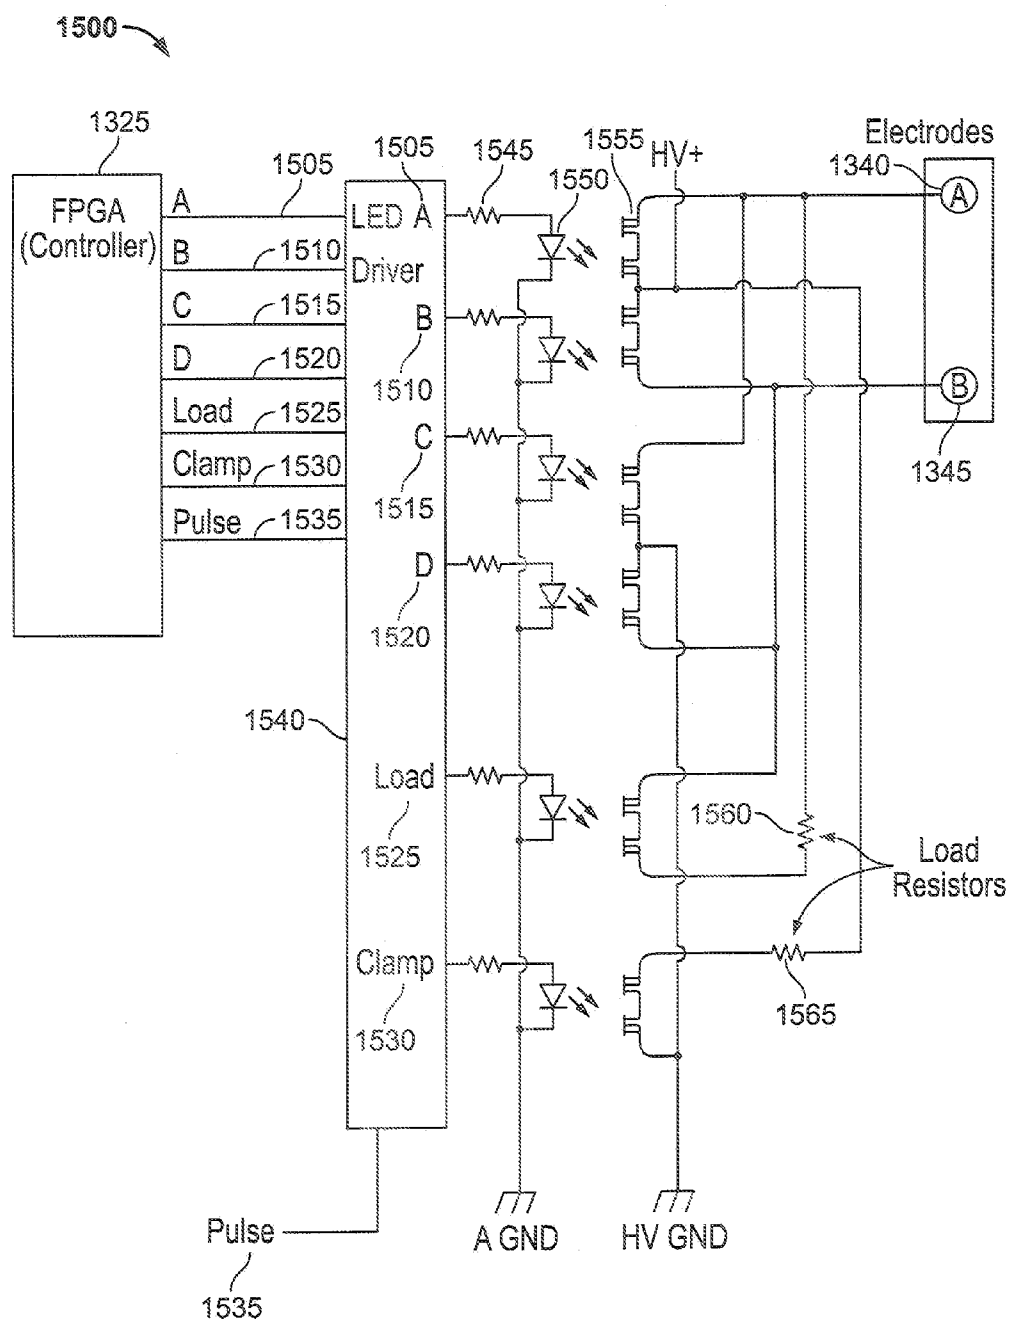 1500
1325
FPGA
(Controller)
A
1505
B
1510
C
1515
D
1520
Load
1525
Clamp
1530
Pulse
1535
1540
1505
LED A
Driver
B
1510
C
1515
D
1520
Load
1525
Clamp
1530
Pulse
1535
1545
1550
1555
HV+
Electrodes
1340
A
B
1345
1560
Load
Resistors
1565
A GND
HV GND